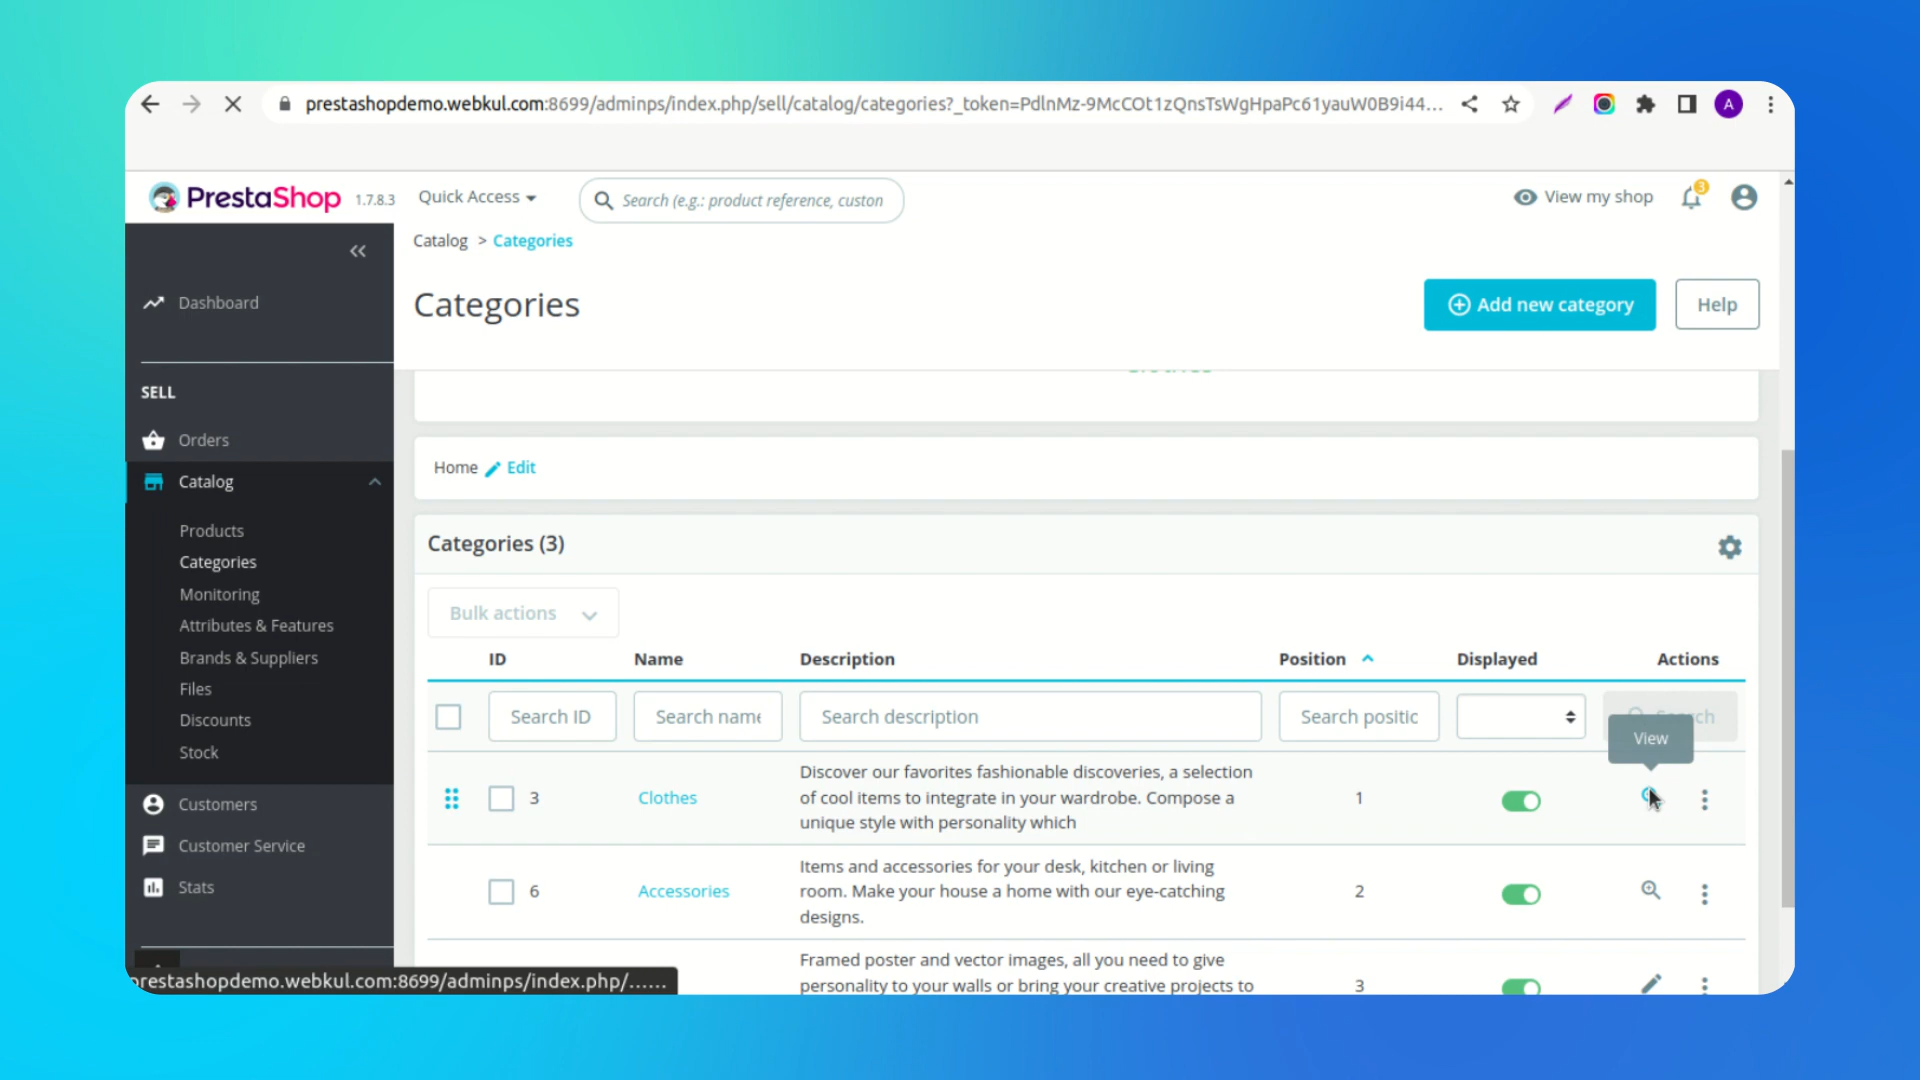 prestashopdemo.webkul.com:8699/adminps/index.php/sell/catalog/categories?_token=PdlnMz-9McCOt1zQnsTsWgHpaPc61yauW0B9i44...
A
PrestaShop 1.7.8.3
Quick Access
Search (e.g.: product reference, custon
View my shop
3
Catalog > Categories
Categories
Add new category
Help
Dashboard
SELL
Orders
Catalog
Products
Categories
Monitoring
Attributes & Features
Brands & Suppliers
Files
Discounts
Stock
Customers
Customer Service
Stats
Home Edit
Categories (3)
Bulk actions
ID Name Description Position Displayed Actions
Search ID Search name Search description Search positic
View
3 Clothes Discover our favorites fashionable discoveries, a selection
of cool items to integrate in your wardrobe. Compose a
unique style with personality which
1
6 Accessories Items and accessories for your desk, kitchen or living
room. Make your house a home with our eye-catching
designs.
2
Framed poster and vector images, all you need to give
personality to your walls or bring your creative projects to
3
prestashopdemo.webkul.com:8699/adminps/index.php/......